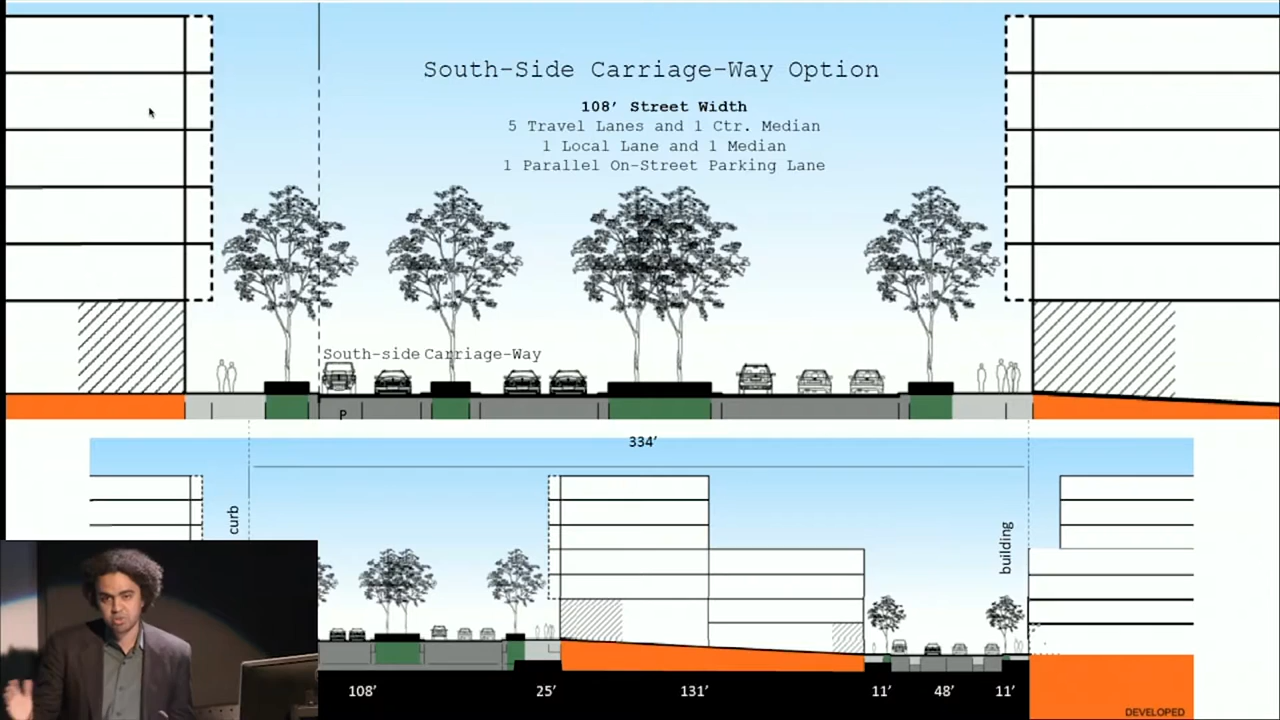 South-Side Carriage-Way Option
108’ Street Width
5 Travel Lanes and 1 Ctr. Median
1 Local Lane and 1 Median
1 Parallel On-Street Parking Lane
South-side Carriage-Way
P
334’
curb
building
108’ 25’ 131’ 11’ 48’ 11’
DEVELOPED